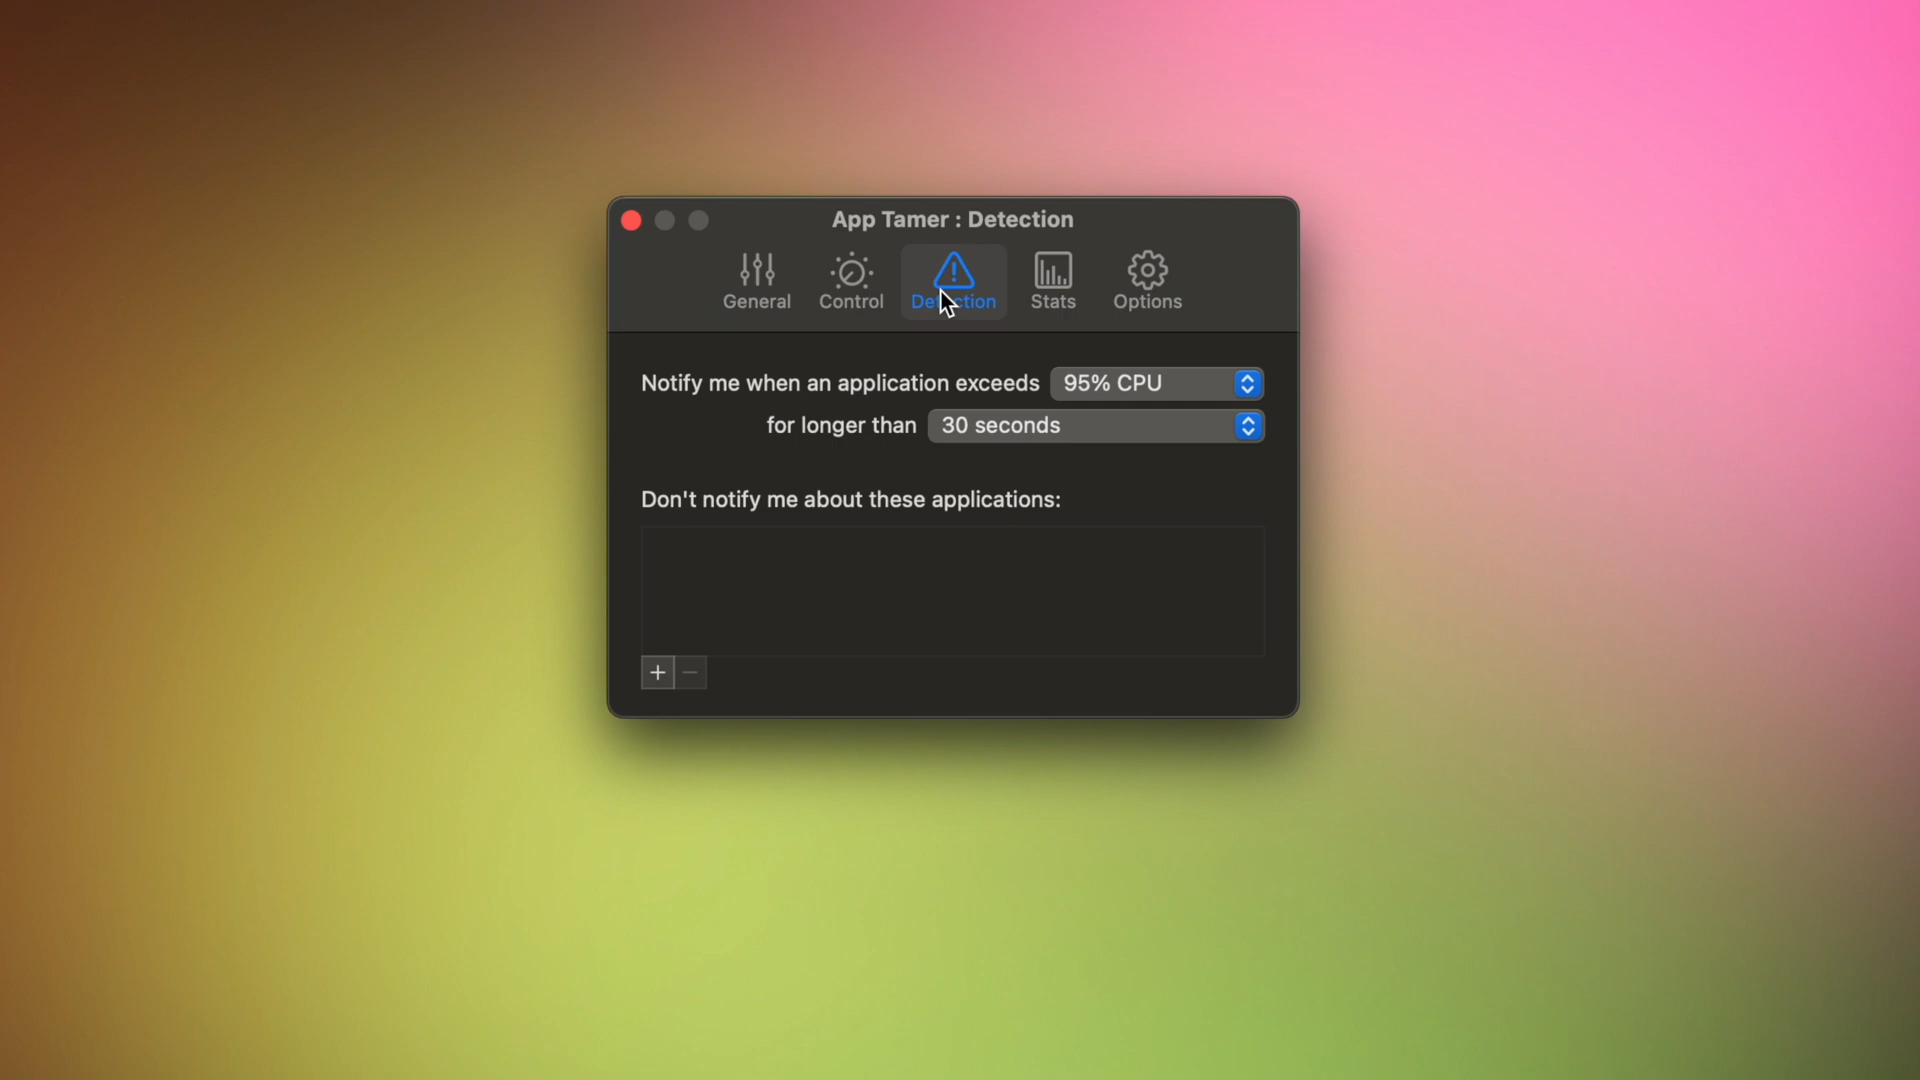 App Tamer : Detection
General Control Detection Stats Options
Notify me when an application exceeds 95% CPU
for longer than 30 seconds
Don't notify me about these applications: